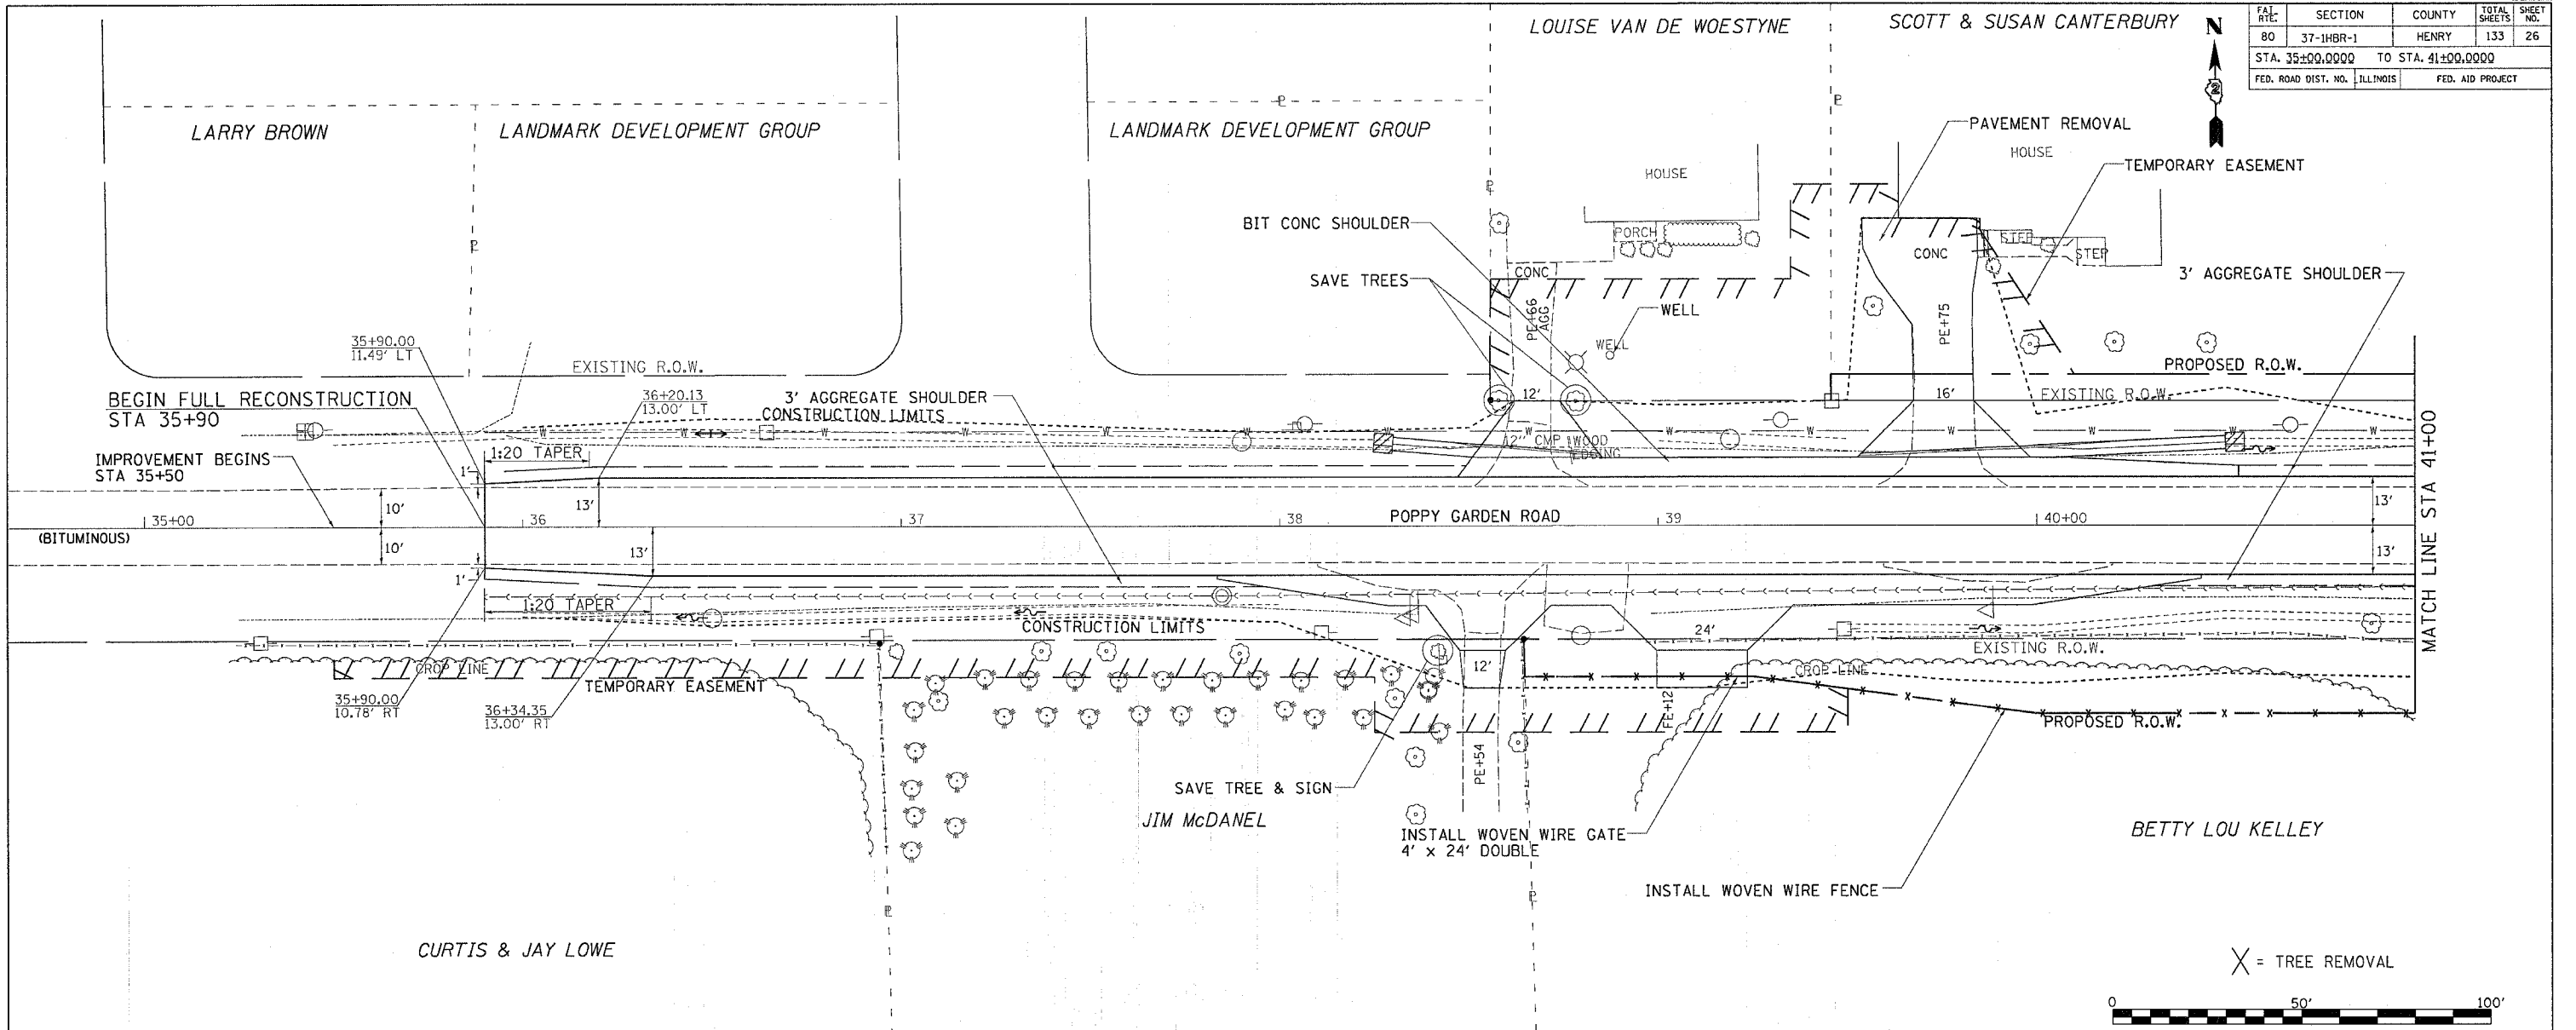 LOUISE VAN DE WOESTYNE
SCOTT & SUSAN CANTERBURY
N
F.A.I. RTE.
SECTION
COUNTY
TOTAL SHEETS
SHEET NO.
80
37-1HBR-1
HENRY
133
26
STA. 35+00.0000 TO STA. 41+00.0000
FED. ROAD DIST. NO.
ILLINOIS
FED. AID PROJECT
LARRY BROWN
LANDMARK DEVELOPMENT GROUP
LANDMARK DEVELOPMENT GROUP
PAVEMENT REMOVAL
HOUSE
HOUSE
TEMPORARY EASEMENT
BIT CONC SHOULDER
PORCH
STEP
STEP
CONC
CONC
SAVE TREES
3' AGGREGATE SHOULDER
WELL
WELL
PE+66
AGG
PE+75
35+90.00
11.49' LT
EXISTING R.O.W.
PROPOSED R.O.W.
BEGIN FULL RECONSTRUCTION
STA 35+90
36+20.13
13.00' LT
3' AGGREGATE SHOULDER
CONSTRUCTION LIMITS
12'
16'
EXISTING R.O.W.
W W W W W W W W W W W W W W
12" CMP WOOD
EDGING
1:20 TAPER
IMPROVEMENT BEGINS
STA 35+50
1'
10'
13'
13'
35+00
36
37
38
POPPY GARDEN ROAD
39
40+00
(BITUMINOUS)
10'
13'
13'
MATCH LINE STA 41+00
1'
1:20 TAPER
CONSTRUCTION LIMITS
24'
EXISTING R.O.W.
CROP LINE
12'
CROP LINE
TEMPORARY EASEMENT
35+90.00
10.78' RT
36+34.35
13.00' RT
FE+12
PROPOSED R.O.W.
PE+54
SAVE TREE & SIGN
JIM McDANEL
INSTALL WOVEN WIRE GATE
4' x 24' DOUBLE
BETTY LOU KELLEY
INSTALL WOVEN WIRE FENCE
CURTIS & JAY LOWE
X = TREE REMOVAL
0 50' 100'